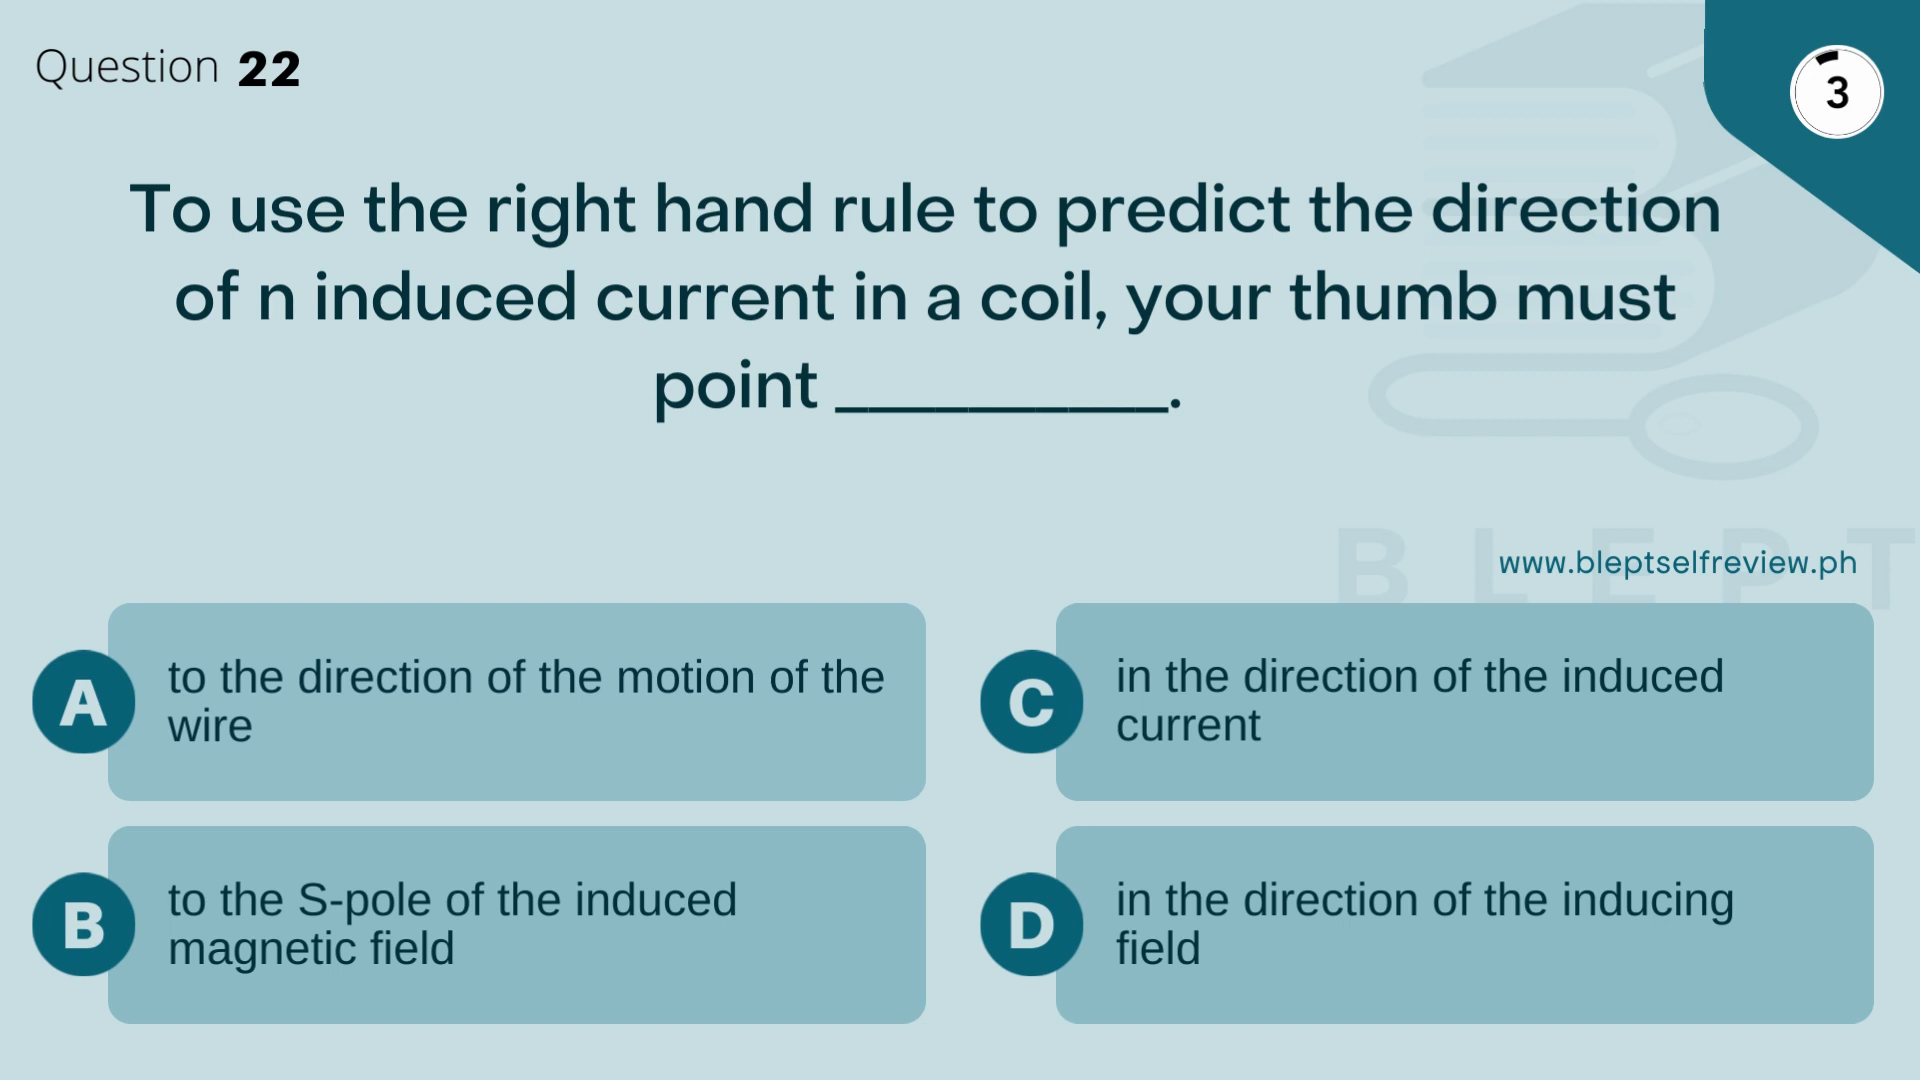 Question 22
3
To use the right hand rule to predict the direction
of n induced current in a coil, your thumb must
point __________.
BLEPT
www.bleptselfreview.ph
A
to the direction of the motion of the
wire
C
in the direction of the induced
current
B
to the S-pole of the induced
magnetic field
D
in the direction of the inducing
field